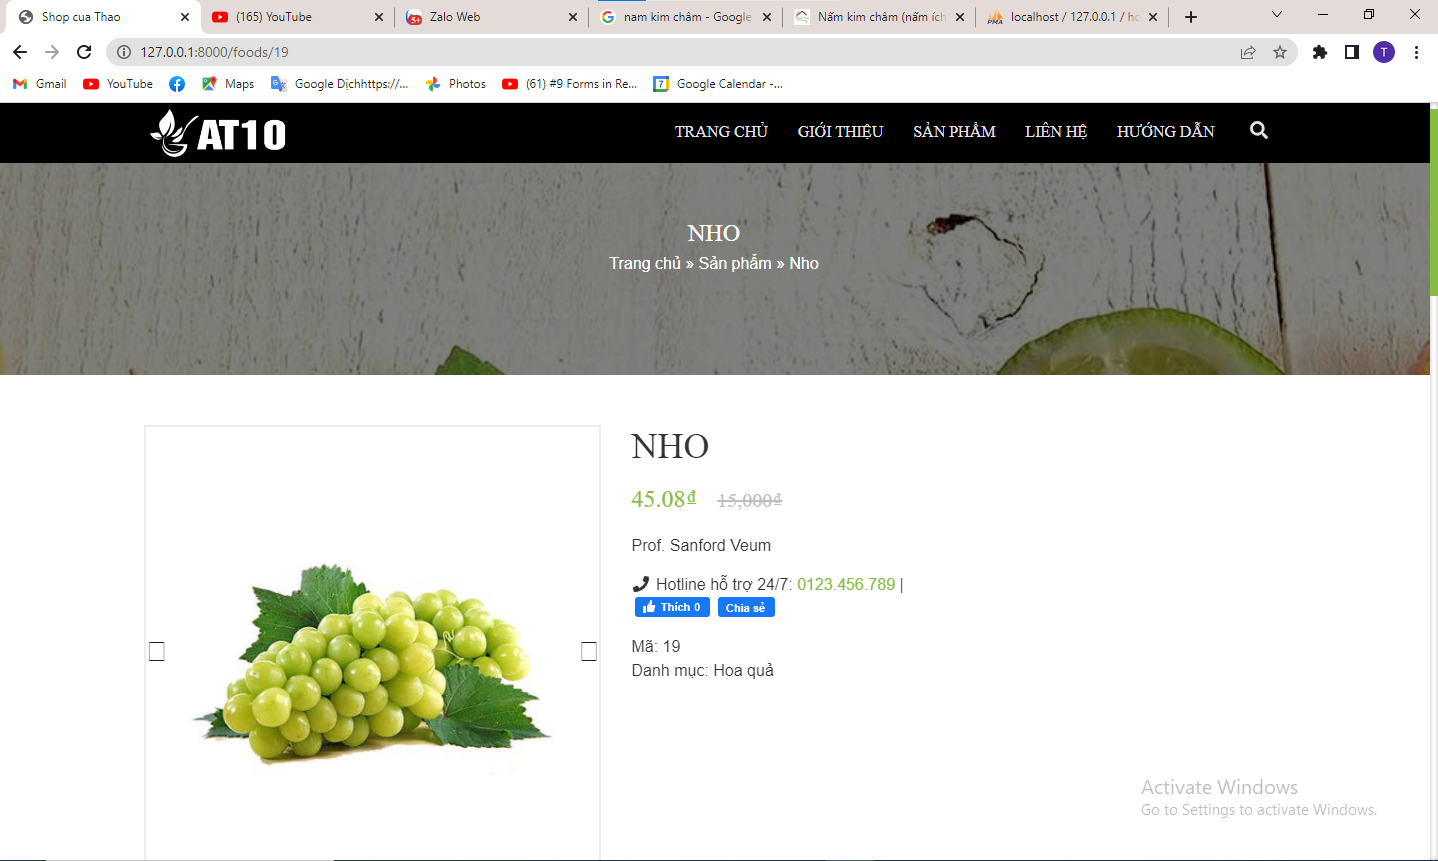 Shop cua Thao
(165) YouTube
Zalo Web
nam kim châm - Google
Nấm kim châm (nấm ích
localhost / 127.0.0.1 / ho
127.0.0.1:8000/foods/19
T
Gmail
YouTube
Maps
Google Dịchhttps://...
Photos
(61) #9 Forms in Re...
Google Calendar -...
AT10
TRANG CHỦ
GIỚI THIỆU
SẢN PHẨM
LIÊN HỆ
HƯỚNG DẪN
NHO
Trang chủ » Sản phẩm » Nho
NHO
45.08₫ 15,000₫
Prof. Sanford Veum
Hotline hỗ trợ 24/7: 0123.456.789 |
Thích 0 Chia sẻ
Mã: 19
Danh mục: Hoa quả
Activate Windows
Go to Settings to activate Windows.